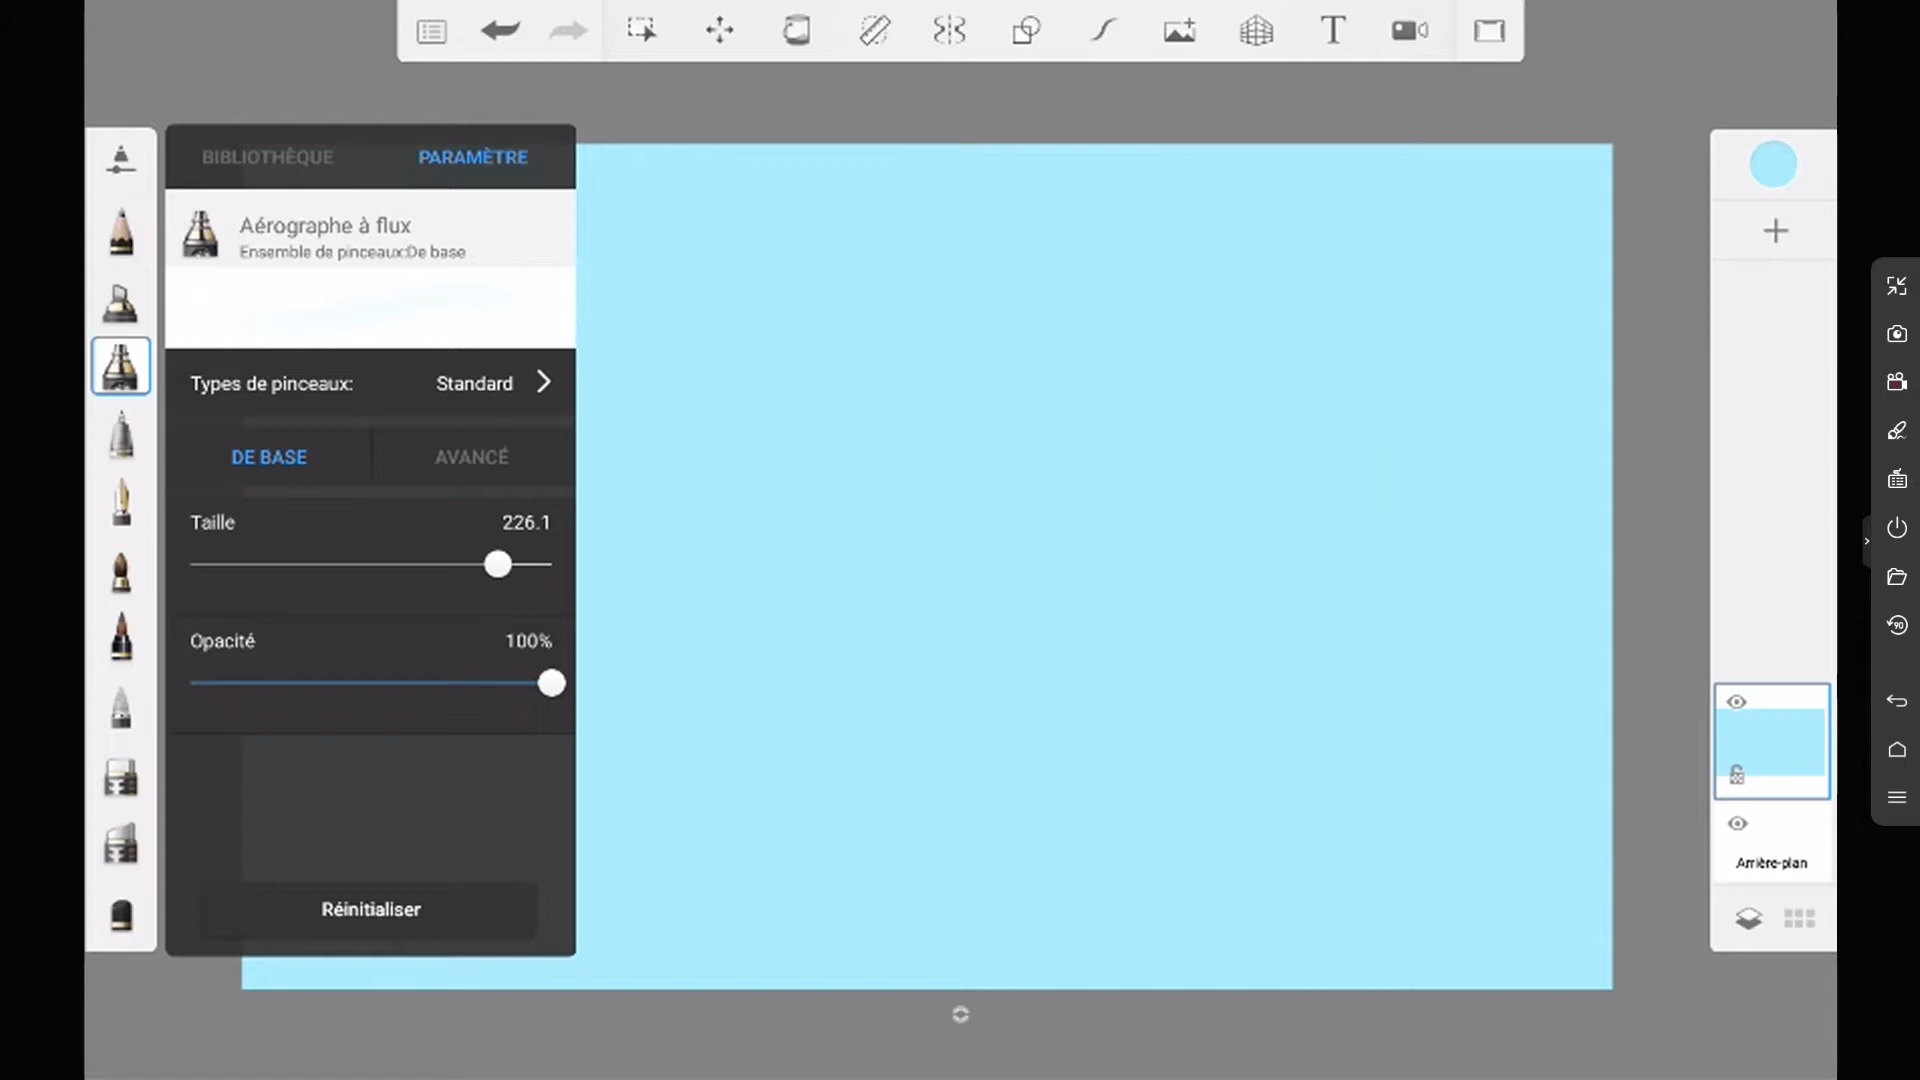 T
BIBLIOTHÈQUE
PARAMÈTRE
Aérographe à flux
Ensemble de pinceaux:De base
Types de pinceaux:
Standard
DE BASE
AVANCÉ
Taille
226.1
Opacité
100%
Réinitialiser
Arrière-plan
90